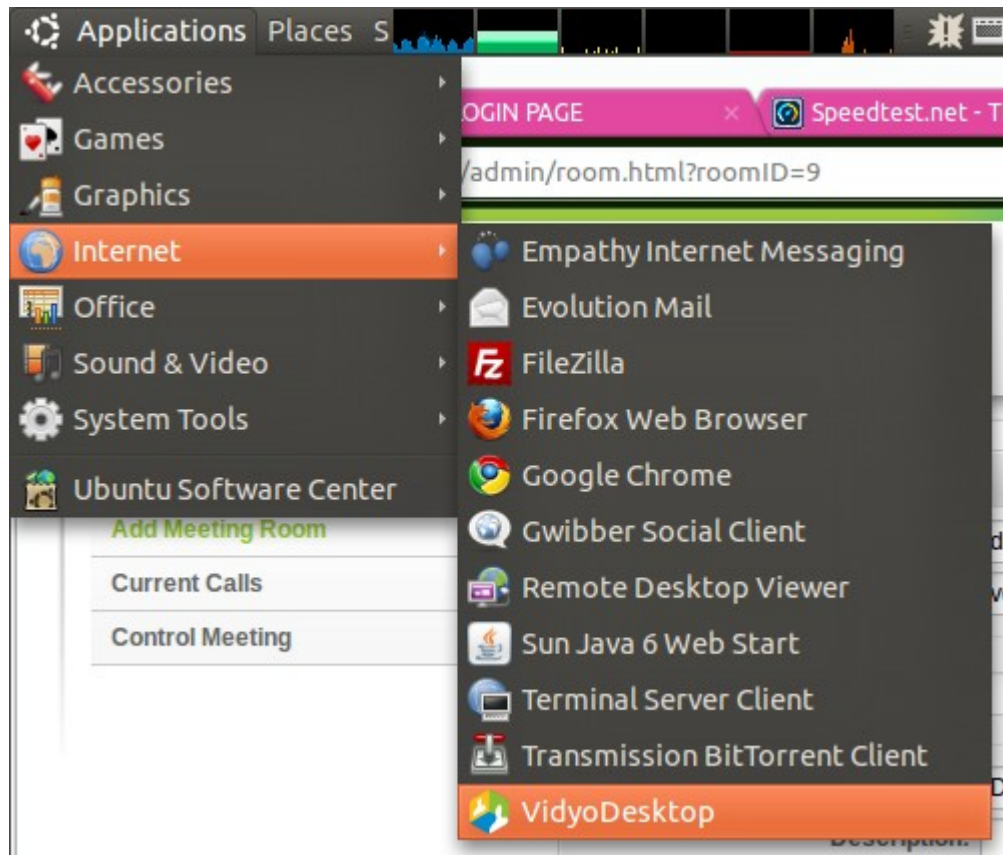 Applications Places S
Accessories
OGIN PAGE × Speedtest.net - T
Games
/admin/room.html?roomID=9
Graphics
Internet
Empathy Internet Messaging
Office
Evolution Mail
Sound & Video
FileZilla
System Tools
Firefox Web Browser
Ubuntu Software Center
Google Chrome
Add Meeting Room
Gwibber Social Client
Current Calls
Remote Desktop Viewer
Control Meeting
Sun Java 6 Web Start
Terminal Server Client
Transmission BitTorrent Client
VidyoDesktop
Description: